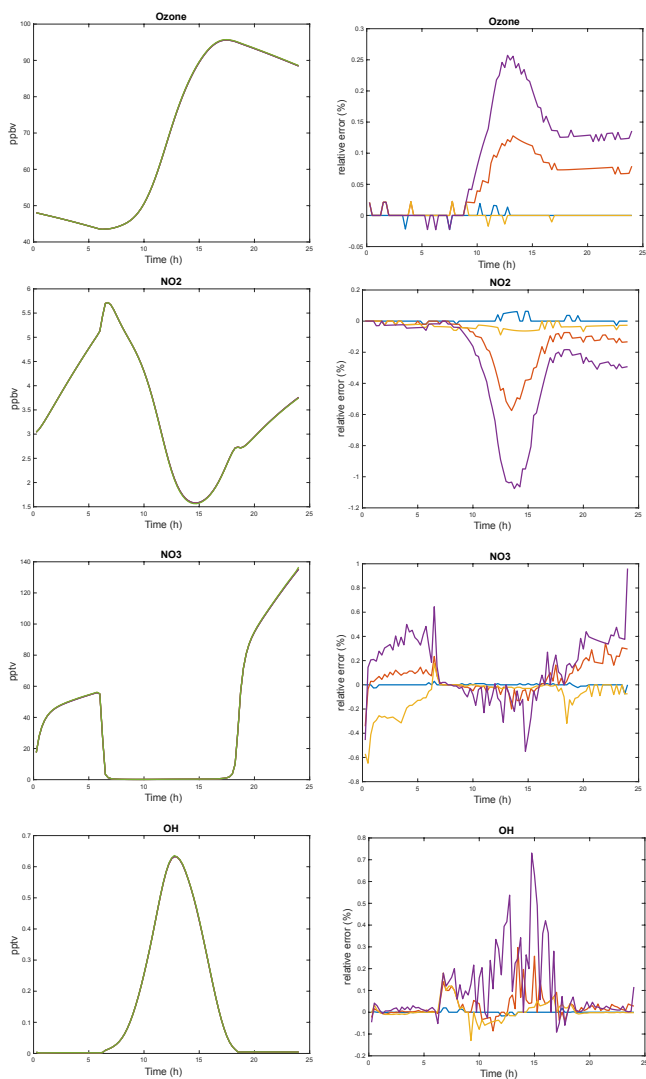 Ozone
100
90
80
70
60
50
40
ppbv
0 5 10 15 20 25
Time (h)
Ozone
0.3
0.25
0.2
0.15
0.1
0.05
0
-0.05
relative error (%)
0 5 10 15 20 25
Time (h)
NO2
6
5.5
5
4.5
4
3.5
3
2.5
2
1.5
ppbv
0 5 10 15 20 25
Time (h)
NO2
0.2
0
-0.2
-0.4
-0.6
-0.8
-1
-1.2
relative error (%)
0 5 10 15 20 25
Time (h)
NO3
140
120
100
80
60
40
20
0
pptv
0 5 10 15 20 25
Time (h)
NO3
1
0.8
0.6
0.4
0.2
0
-0.2
-0.4
-0.6
-0.8
relative error (%)
0 5 10 15 20 25
Time (h)
OH
0.7
0.6
0.5
0.4
0.3
0.2
0.1
0
pptv
0 5 10 15 20 25
Time (h)
OH
0.8
0.7
0.6
0.5
0.4
0.3
0.2
0.1
0
-0.1
-0.2
relative error (%)
0 5 10 15 20 25
Time (h)